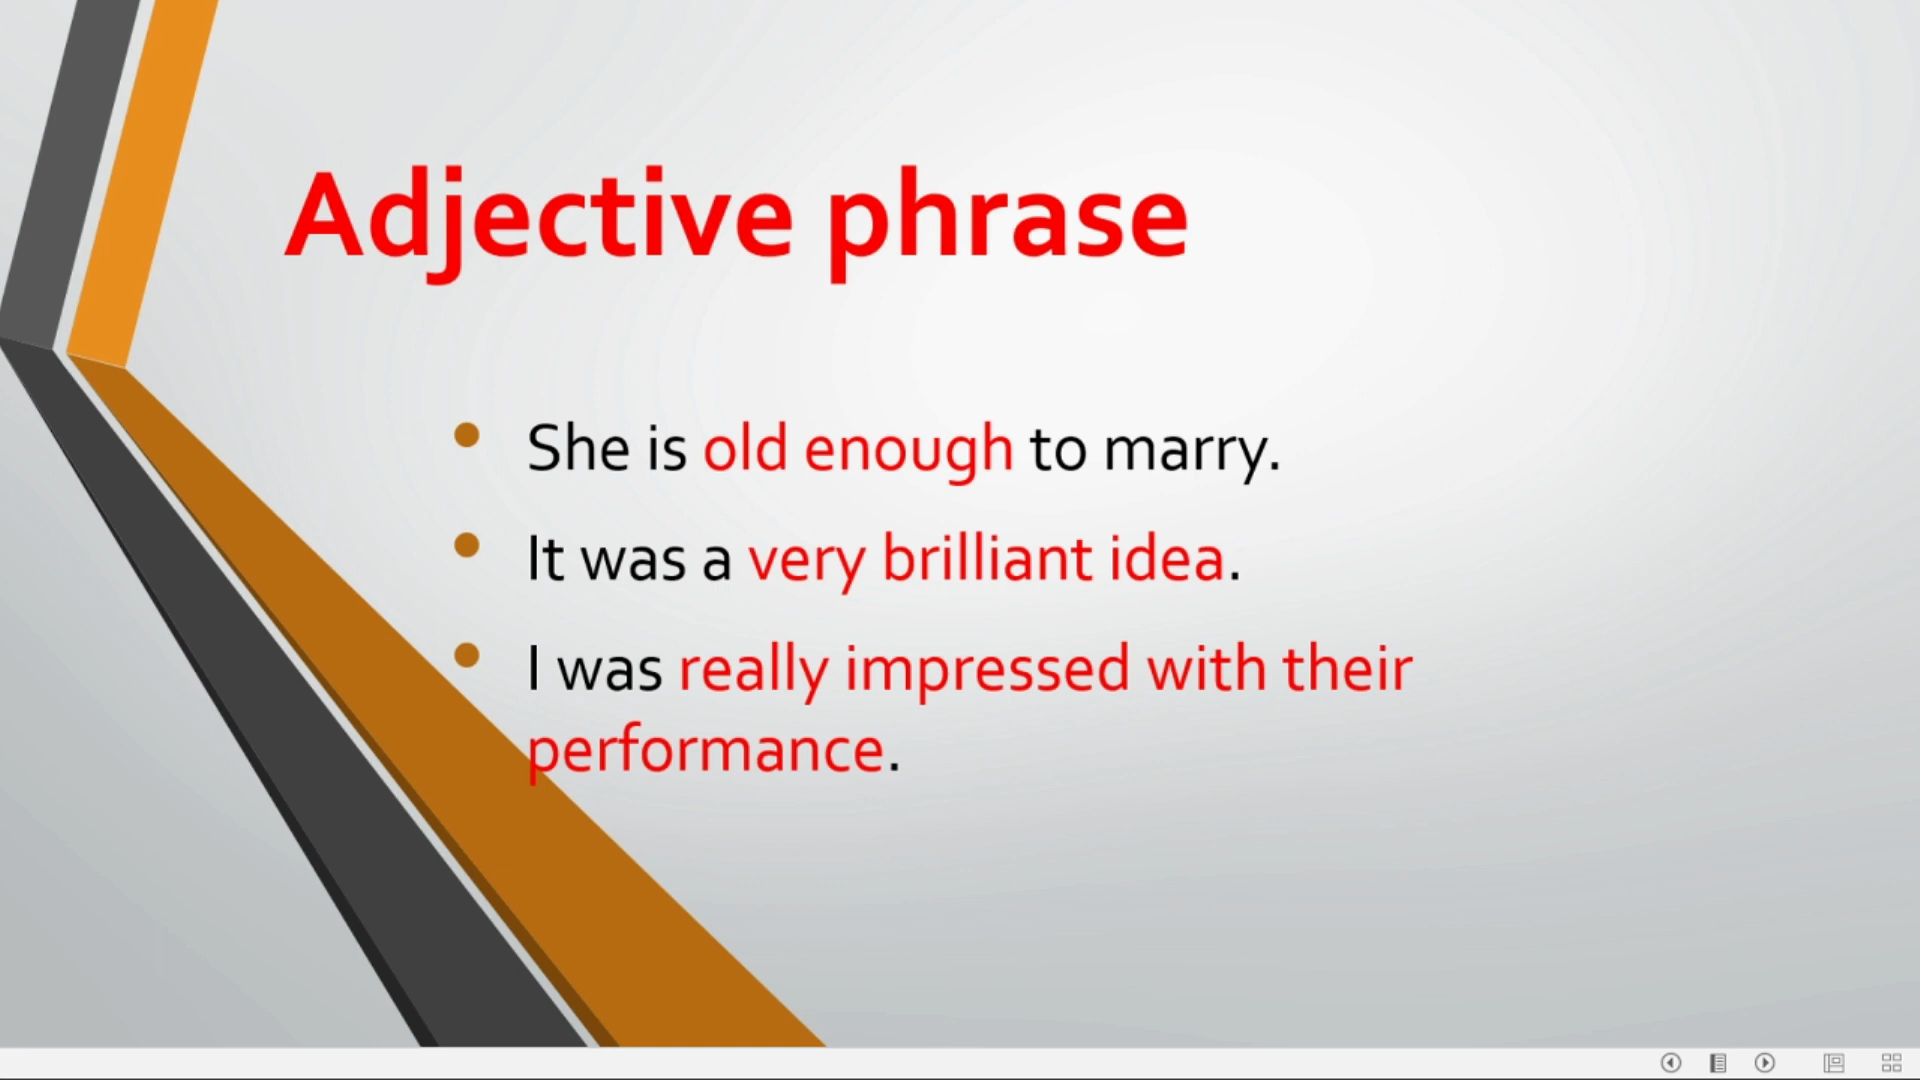 Adjective phrase
She is old enough to marry.
It was a very brilliant idea.
I was really impressed with their
performance.